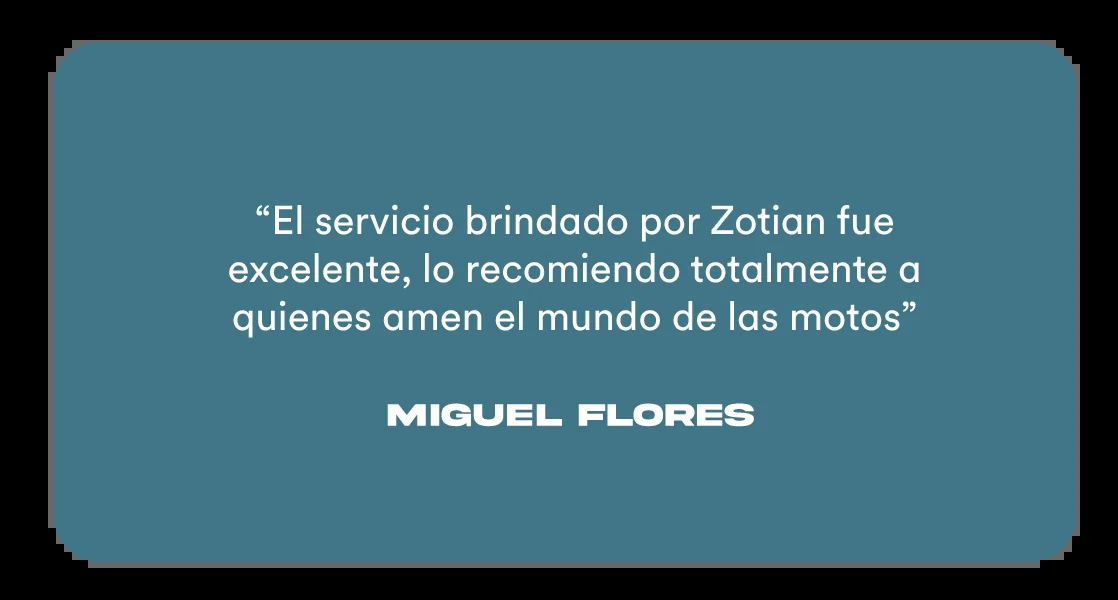 “El servicio brindado por Zotian fue
excelente, lo recomiendo totalmente a
quienes amen el mundo de las motos”
MIGUEL FLORES